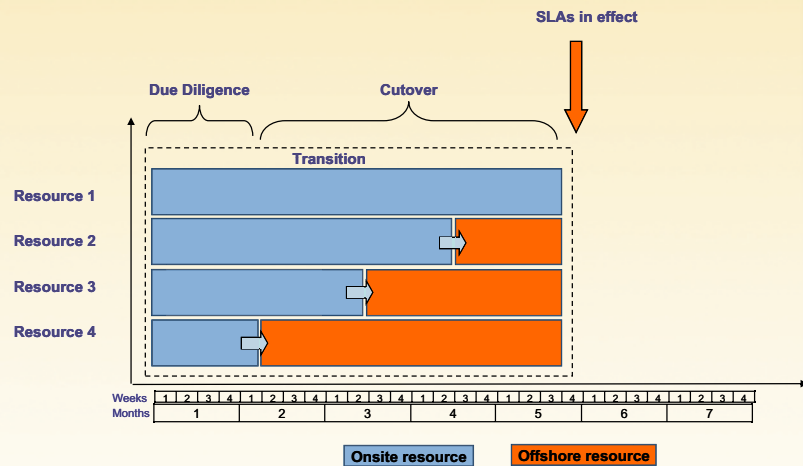 SLAs in effect
Due Diligence Cutover
Transition
Resource 1
Resource 2
Resource 3
Resource 4
Weeks 1 2 3 4 1 2 3 4 1 2 3 4 1 2 3 4 1 2 3 4 1 2 3 4 1 2 3 4
Months 1 2 3 4 5 6 7
Onsite resource Offshore resource